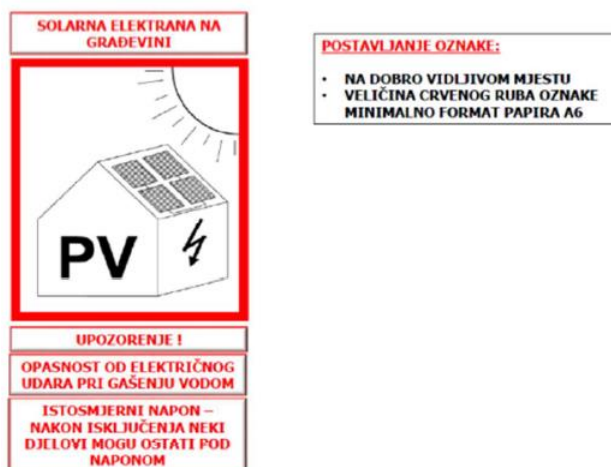 SOLARNA ELEKTRANA NA
GRAĐEVINI
PV
UPOZORENJE !
OPASNOST OD ELEKTRIČNOG
UDARA PRI GAŠENJU VODOM
ISTOSMJERNI NAPON –
NAKON ISKLJUČENJA NEKI
DJELOVI MOGU OSTATI POD
NAPONOM
POSTAVLJANJE OZNAKE:
• NA DOBRO VIDLJIVOM MJESTU
• VELIČINA CRVENOG RUBA OZNAKE
MINIMALNO FORMAT PAPIRA A6